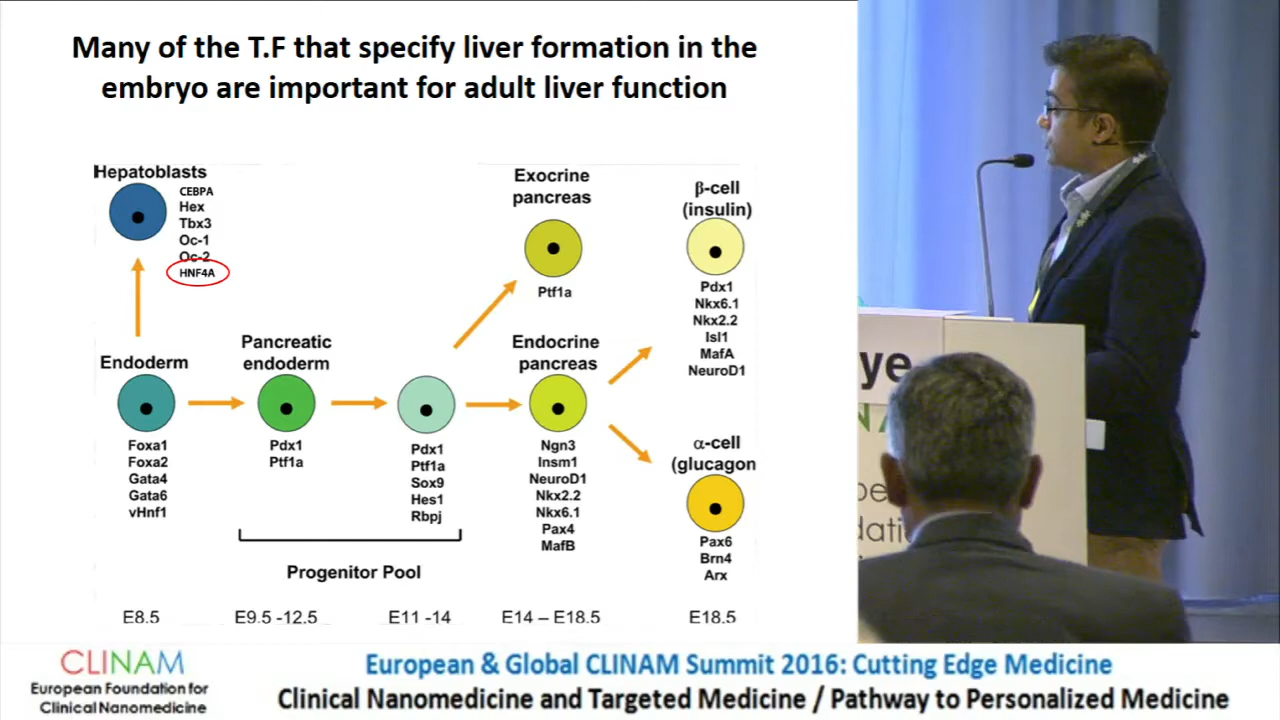 Many of the T.F that specify liver formation in the
embryo are important for adult liver function
Hepatoblasts
CEBPA
Hex
Tbx3
Oc-1
Oc-2
HNF4A
Exocrine
pancreas
Ptf1a
β-cell
(insulin)
Pdx1
Nkx6.1
Nkx2.2
Isl1
MafA
NeuroD1
Endoderm
Foxa1
Foxa2
Gata4
Gata6
vHnf1
Pancreatic
endoderm
Pdx1
Ptf1a
Pdx1
Ptf1a
Sox9
Hes1
Rbpj
Endocrine
pancreas
Ngn3
Insm1
NeuroD1
Nkx2.2
Nkx6.1
Pax4
MafB
α-cell
(glucagon
Pax6
Brn4
Arx
Progenitor Pool
E8.5
E9.5 -12.5
E11 -14
E14 – E18.5
E18.5
ye
CLINAM
European Foundation for
Clinical Nanomedicine
European & Global CLINAM Summit 2016: Cutting Edge Medicine
Clinical Nanomedicine and Targeted Medicine / Pathway to Personalized Medicine